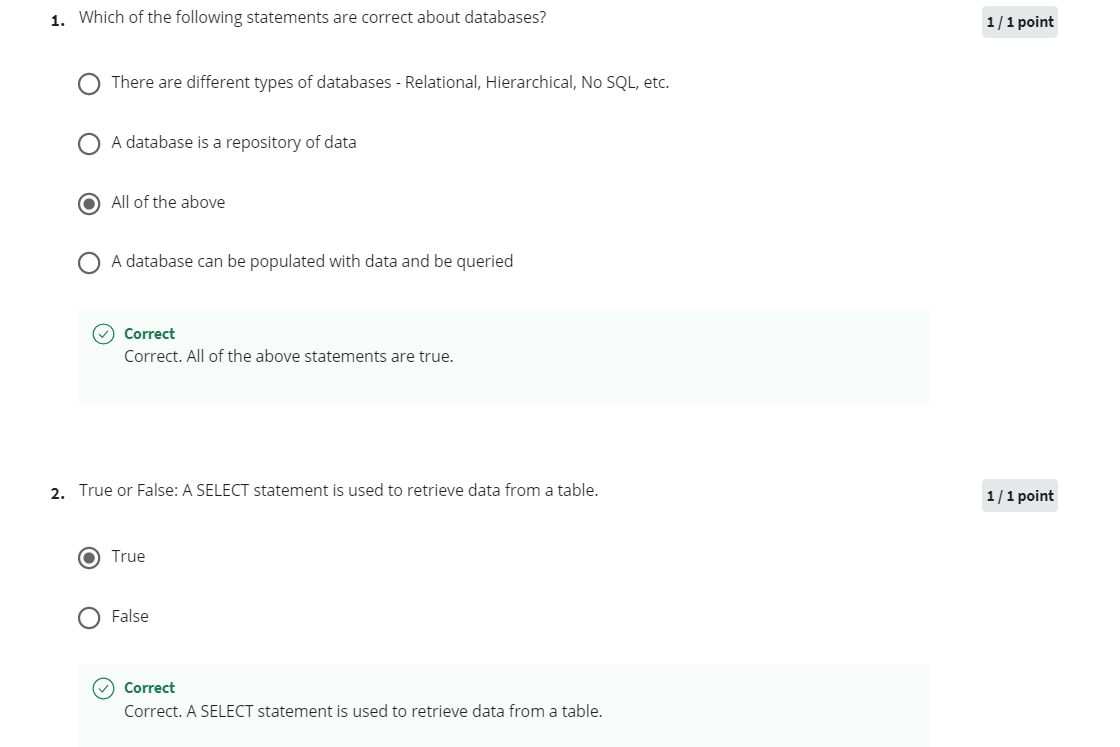 1. Which of the following statements are correct about databases?
1 / 1 point
There are different types of databases - Relational, Hierarchical, No SQL, etc.
A database is a repository of data
All of the above
A database can be populated with data and be queried
Correct
Correct. All of the above statements are true.
2. True or False: A SELECT statement is used to retrieve data from a table.
1 / 1 point
True
False
Correct
Correct. A SELECT statement is used to retrieve data from a table.